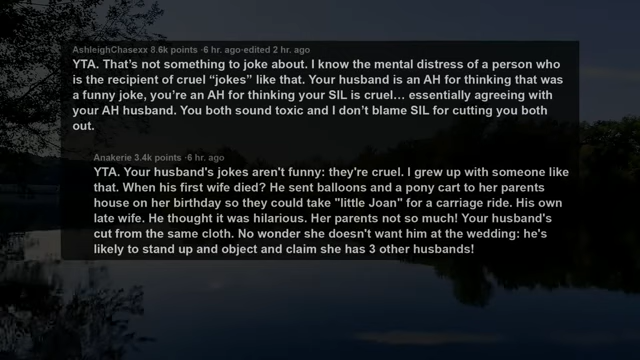 AshleighChasexx 8.6k points ·6 hr. ago·edited 2 hr. ago
YTA. That’s not something to joke about. I know the mental distress of a person who
is the recipient of cruel “jokes” like that. Your husband is an AH for thinking that was
a funny joke, you’re an AH for thinking your SIL is cruel… essentially agreeing with
your AH husband. You both sound toxic and I don’t blame SIL for cutting you both
out.
Anakerie 3.4k points ·6 hr. ago
YTA. Your husband's jokes aren't funny: they're cruel. I grew up with someone like
that. When his first wife died? He sent balloons and a pony cart to her parents
house on her birthday so they could take "little Joan" for a carriage ride. His own
late wife. He thought it was hilarious. Her parents not so much! Your husband's
cut from the same cloth. No wonder she doesn't want him at the wedding: he's
likely to stand up and object and claim she has 3 other husbands!